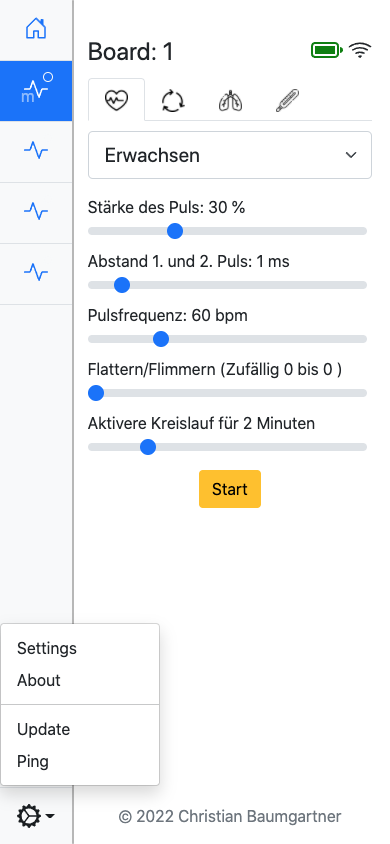 Board: 1
m
Erwachsen
Stärke des Puls: 30 %
Abstand 1. und 2. Puls: 1 ms
Pulsfrequenz: 60 bpm
Flattern/Flimmern (Zufällig 0 bis 0 )
Aktivere Kreislauf für 2 Minuten
Start
Settings
About
Update
Ping
© 2022 Christian Baumgartner